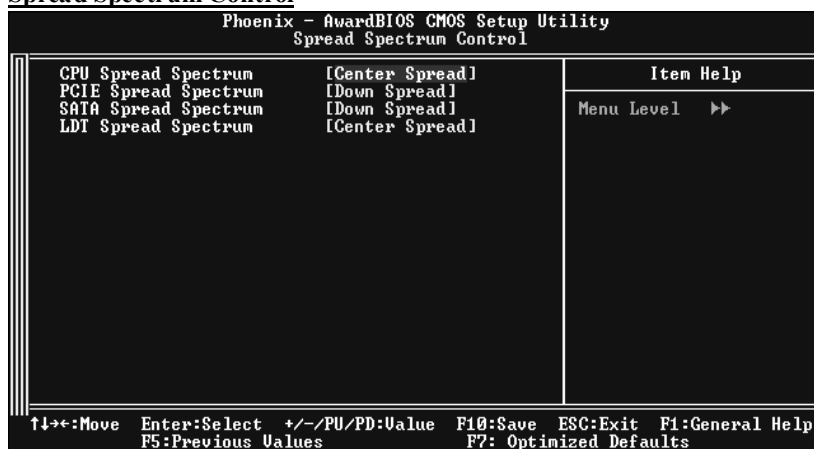 Spread Spectrum Control
Phoenix - AwardBIOS CMOS Setup Utility
Spread Spectrum Control
CPU Spread Spectrum [Center Spread]
PCIE Spread Spectrum [Down Spread]
SATA Spread Spectrum [Down Spread]
LDT Spread Spectrum [Center Spread]
Item Help
Menu Level ▶▶
↑↓→←:Move Enter:Select +/-/PU/PD:Value F10:Save ESC:Exit F1:General Help
F5:Previous Values F7: Optimized Defaults